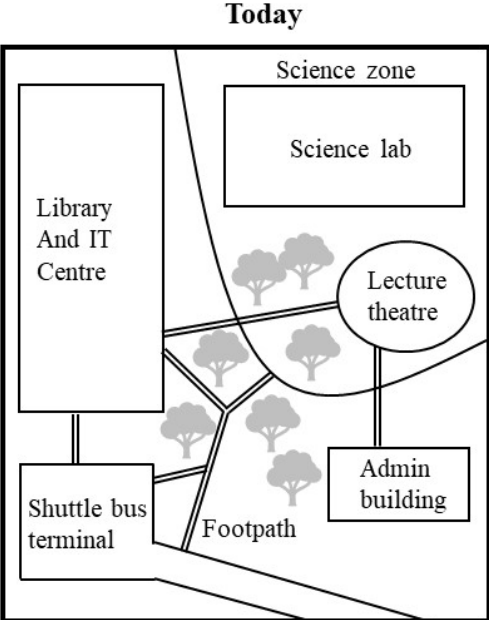 Today
Science zone
Science lab
Library
And IT
Centre
Lecture
theatre
Admin
building
Shuttle bus
terminal
Footpath